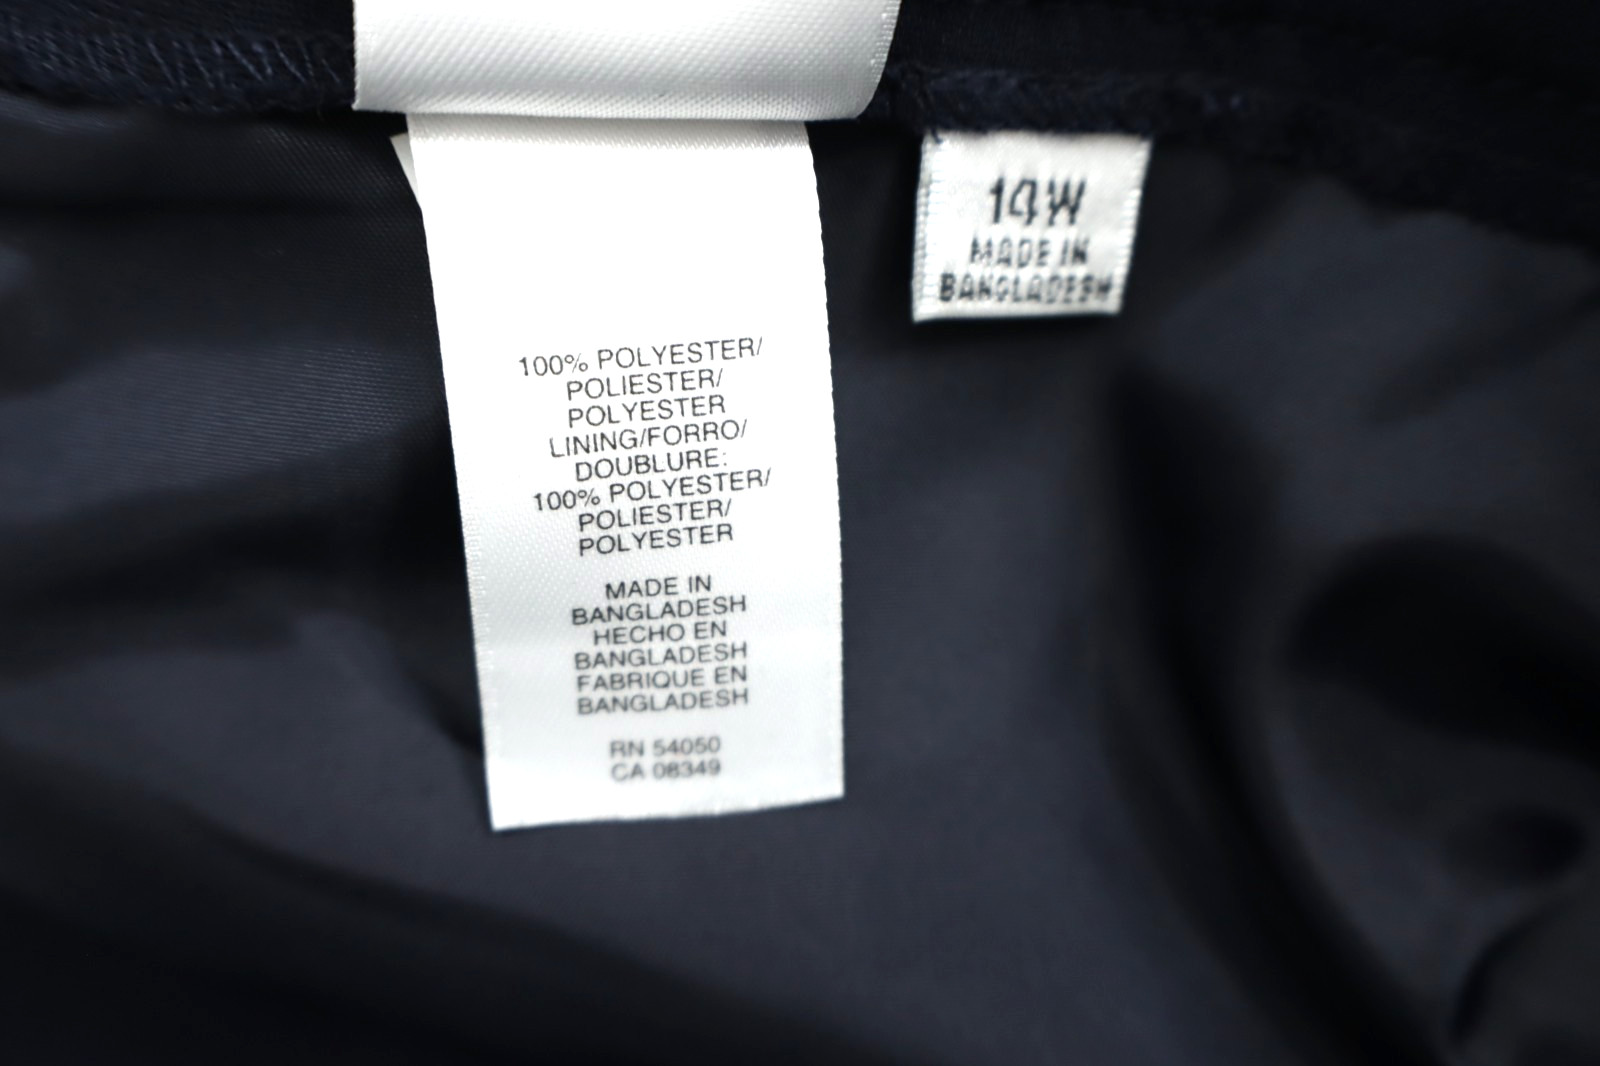 100% POLYESTER/
POLIESTER/
POLYESTER
LINING/FORRO/
DOUBLURE:
100% POLYESTER/
POLIESTER/
POLYESTER
MADE IN
BANGLADESH
HECHO EN
BANGLADESH
FABRIQUE EN
BANGLADESH
RN 54050
CA 08349
14W
MADE IN
BANGLADESH